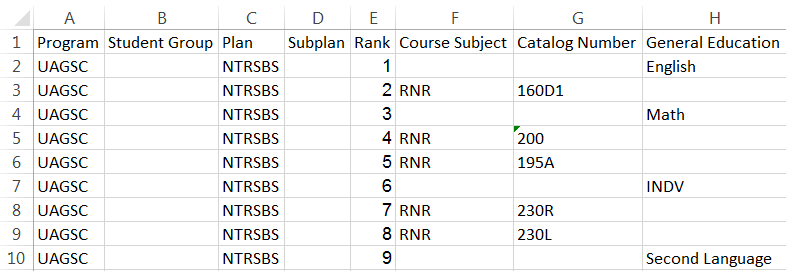 A B C D E F G H
1 Program Student Group Plan Subplan Rank Course Subject Catalog Number General Education
2 UAGSC NTRSBS 1 English
3 UAGSC NTRSBS 2 RNR 160D1
4 UAGSC NTRSBS 3 Math
5 UAGSC NTRSBS 4 RNR 200
6 UAGSC NTRSBS 5 RNR 195A
7 UAGSC NTRSBS 6 INDV
8 UAGSC NTRSBS 7 RNR 230R
9 UAGSC NTRSBS 8 RNR 230L
10 UAGSC NTRSBS 9 Second Language